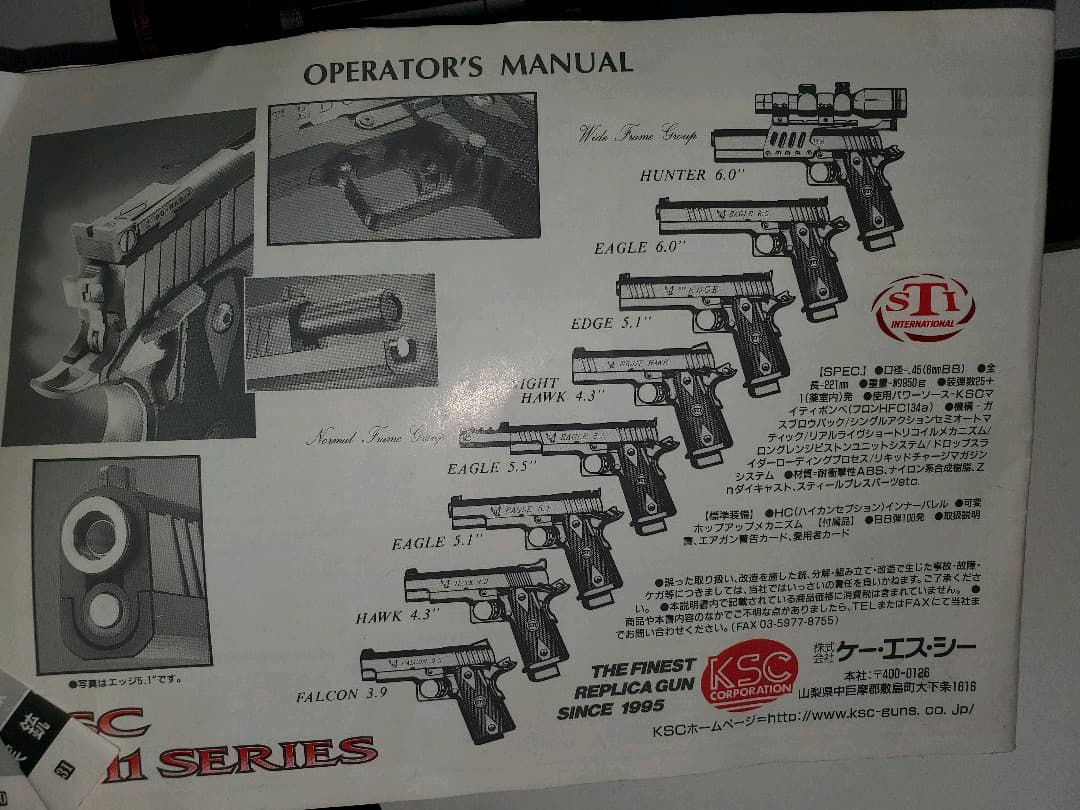 OPERATOR'S MANUAL
Wide Frame Group
HUNTER 6.0"
EAGLE 6.0"
EDGE 5.1"
IGHT
HAWK 4.3"
Normal Frame Group
EAGLE 5.5"
EAGLE 5.1"
HAWK 4.3"
FALCON 3.9
STI
INTERNATIONAL
【SPEC.】 ●口径-.45(6mmBB) ●全
長-221mm ●重量-約950g ●装弾数25+
1(薬室内)発 ●使用パワーソース-KSCマ
イティボンベ(フロンHFC134a) ●機構・ガ
スブロウバック/シングルアクションセミオートマ
ティック/リアルライヴショートリコイルメカニズム/
ロングレンジピストンユニットシステム/ドロップスラ
イダーローディングプロセス/リキッドチャージマガジン
システム ●材質=耐衝撃性ABS、ナイロン系合成樹脂、Z
nダイキャスト、スティールプレスパーツetc.
【標準装備】 ●HC(ハイカンセプション)インナーバレル ●可変
ホップアップメカニズム 【付属品】 ●BB弾100発 ●取扱説明
書、エアガン警告カード、愛用者カード
●誤った取り扱い、改造を施した銃、分解・組み立て・改造で生じた事故・故障・
ケガ等につきましては、当社ではいっさいの責任を負いかねます。ご了承くださ
い。 ●本説明書内で記載されている商品価格に消費税は含まれていません。 ●
商品や本書内容のなかでご不明な点がありましたら、TELまたはFAXにて当社ま
でお問い合わせください。(FAX 03-5977-8755)
●写真はエッジ5.1"です。
THE FINEST
REPLICA GUN
SINCE 1995
KSC
CORPORATION
株式会社 ケー・エス・シー
本社:〒400-0126
山梨県中巨摩郡敷島町大下条1616
KSCホームページ=http://www.ksc-guns.co.jp/
SC
11 SERIES